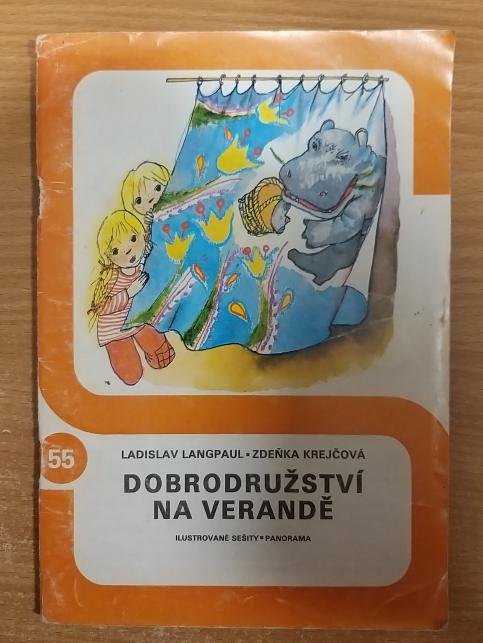 55
LADISLAV LANGPAUL ▪ ZDEŇKA KREJČOVÁ
DOBRODRUŽSTVÍ
NA VERANDĚ
ILUSTROVANÉ SEŠITY ▪ PANORAMA